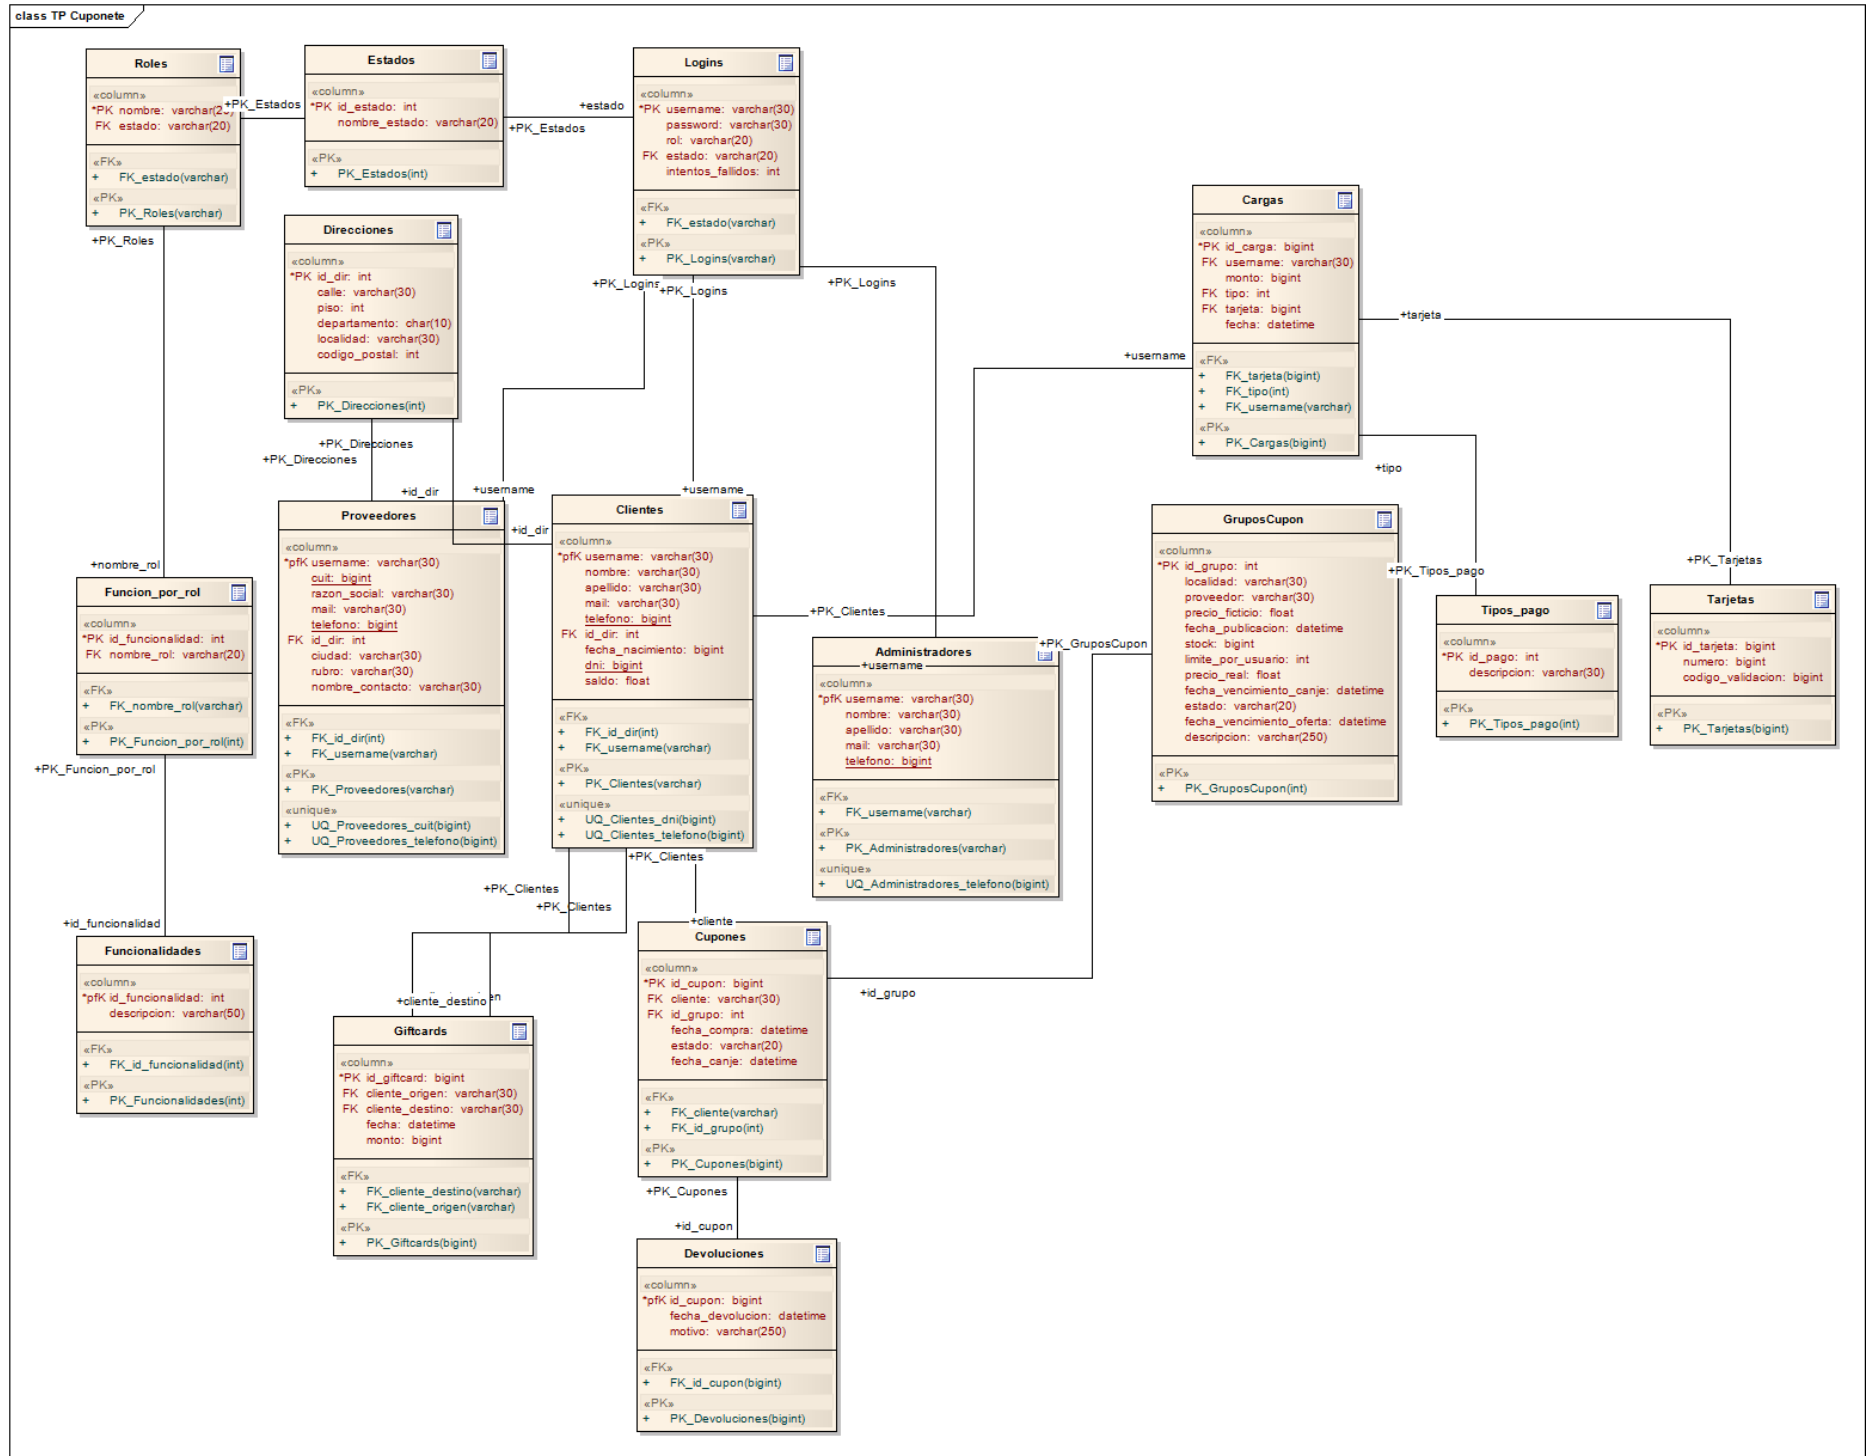 class TP Cuponete
Roles
«column»
*PK nombre: varchar(20)
FK estado: varchar(20)
«FK»
+ FK_estado(varchar)
«PK»
+ PK_Roles(varchar)
+PK_Estados
Estados
«column»
*PK id_estado: int
nombre_estado: varchar(20)
«PK»
+ PK_Estados(int)
+estado
+PK_Estados
Logins
«column»
*PK username: varchar(30)
password: varchar(30)
rol: varchar(20)
FK estado: varchar(20)
intentos_fallidos: int
«FK»
+ FK_estado(varchar)
«PK»
+ PK_Logins(varchar)
+PK_Roles
+PK_Logins
+PK_Logins
+PK_Logins
Direcciones
«column»
*PK id_dir: int
calle: varchar(30)
piso: int
departamento: char(10)
localidad: varchar(30)
codigo_postal: int
«PK»
+ PK_Direcciones(int)
+PK_Direcciones
+PK_Direcciones
+id_dir
+username
+id_dir
+username
Cargas
«column»
*PK id_carga: bigint
FK username: varchar(30)
monto: bigint
FK tipo: int
FK tarjeta: bigint
fecha: datetime
«FK»
+ FK_tarjeta(bigint)
+ FK_tipo(int)
+ FK_username(varchar)
«PK»
+ PK_Cargas(bigint)
+username
+tarjeta
+tipo
Proveedores
«column»
*pfK username: varchar(30)
cuit: bigint
razon_social: varchar(30)
mail: varchar(30)
telefono: bigint
FK id_dir: int
ciudad: varchar(30)
rubro: varchar(30)
nombre_contacto: varchar(30)
«FK»
+ FK_id_dir(int)
+ FK_username(varchar)
«PK»
+ PK_Proveedores(varchar)
«unique»
+ UQ_Proveedores_cuit(bigint)
+ UQ_Proveedores_telefono(bigint)
Clientes
«column»
*pfK username: varchar(30)
nombre: varchar(30)
apellido: varchar(30)
mail: varchar(30)
telefono: bigint
FK id_dir: int
fecha_nacimiento: bigint
dni: bigint
saldo: float
«FK»
+ FK_id_dir(int)
+ FK_username(varchar)
«PK»
+ PK_Clientes(varchar)
«unique»
+ UQ_Clientes_dni(bigint)
+ UQ_Clientes_telefono(bigint)
+PK_Clientes
Administradores
+username
«column»
*pfK username: varchar(30)
nombre: varchar(30)
apellido: varchar(30)
mail: varchar(30)
telefono: bigint
«FK»
+ FK_username(varchar)
«PK»
+ PK_Administradores(varchar)
«unique»
+ UQ_Administradores_telefono(bigint)
+PK_GruposCupon
GruposCupon
«column»
*PK id_grupo: int
localidad: varchar(30)
proveedor: varchar(30)
precio_ficticio: float
fecha_publicacion: datetime
stock: bigint
limite_por_usuario: int
precio_real: float
fecha_vencimiento_canje: datetime
estado: varchar(20)
fecha_vencimiento_oferta: datetime
descripcion: varchar(250)
«PK»
+ PK_GruposCupon(int)
+PK_Tipos_pago
Tipos_pago
«column»
*PK id_pago: int
descripcion: varchar(30)
«PK»
+ PK_Tipos_pago(int)
+PK_Tarjetas
Tarjetas
«column»
*PK id_tarjeta: bigint
numero: bigint
codigo_validacion: bigint
«PK»
+ PK_Tarjetas(bigint)
+nombre_rol
Funcion_por_rol
«column»
*PK id_funcionalidad: int
FK nombre_rol: varchar(20)
«FK»
+ FK_nombre_rol(varchar)
«PK»
+ PK_Funcion_por_rol(int)
+PK_Funcion_por_rol
+id_funcionalidad
Funcionalidades
«column»
*pfK id_funcionalidad: int
descripcion: varchar(50)
«FK»
+ FK_id_funcionalidad(int)
«PK»
+ PK_Funcionalidades(int)
+PK_Clientes
+PK_Clientes
+PK_Clientes
+cliente_destino
Giftcards
«column»
*PK id_giftcard: bigint
FK cliente_origen: varchar(30)
FK cliente_destino: varchar(30)
fecha: datetime
monto: bigint
«FK»
+ FK_cliente_destino(varchar)
+ FK_cliente_origen(varchar)
«PK»
+ PK_Giftcards(bigint)
+cliente
Cupones
«column»
*PK id_cupon: bigint
FK cliente: varchar(30)
FK id_grupo: int
fecha_compra: datetime
estado: varchar(20)
fecha_canje: datetime
«FK»
+ FK_cliente(varchar)
+ FK_id_grupo(int)
«PK»
+ PK_Cupones(bigint)
+id_grupo
+PK_Cupones
+id_cupon
Devoluciones
«column»
*pfK id_cupon: bigint
fecha_devolucion: datetime
motivo: varchar(250)
«FK»
+ FK_id_cupon(bigint)
«PK»
+ PK_Devoluciones(bigint)